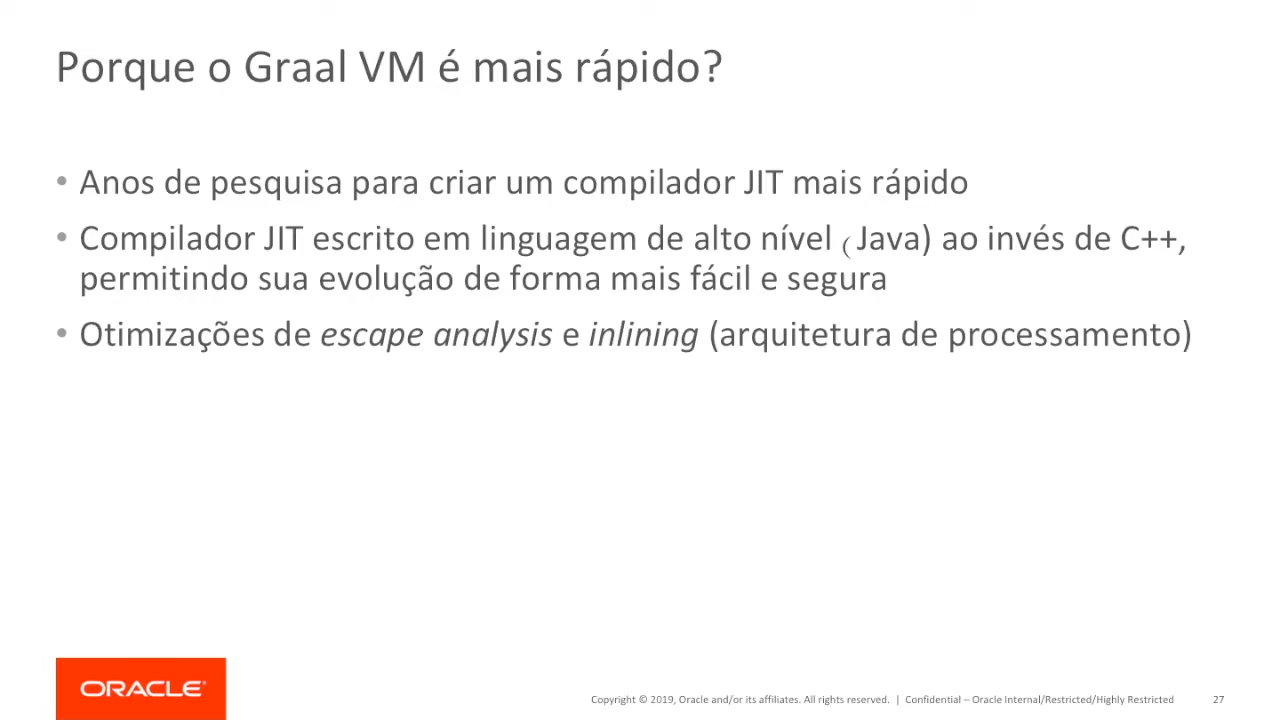 Porque o Graal VM é mais rápido?
• Anos de pesquisa para criar um compilador JIT mais rápido
• Compilador JIT escrito em linguagem de alto nível (Java) ao invés de C++,
permitindo sua evolução de forma mais fácil e segura
• Otimizações de escape analysis e inlining (arquitetura de processamento)
ORACLE®
Copyright © 2019, Oracle and/or its affiliates. All rights reserved. | Confidential – Oracle Internal/Restricted/Highly Restricted 27